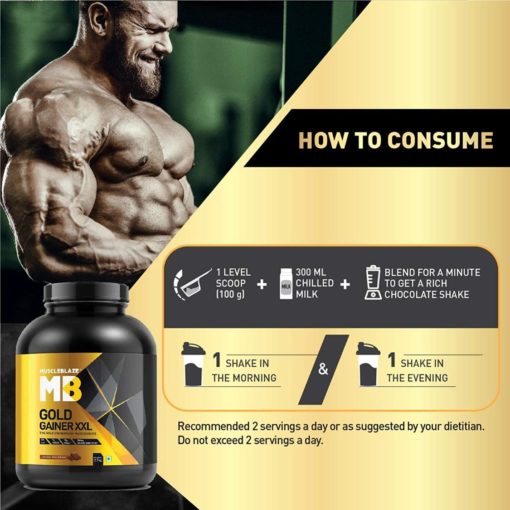 HOW TO CONSUME
1 LEVEL
SCOOP
(100 g)
+
300 ML
CHILLED
MILK
MILK
+
BLEND FOR A MINUTE
TO GET A RICH
CHOCOLATE SHAKE
1 SHAKE IN
THE MORNING
&
1 SHAKE IN
THE EVENING
Recommended 2 servings a day or as suggested by your dietitian.
Do not exceed 2 servings a day.
MUSCLEBLAZE
MB
GOLD
GAINER XXL